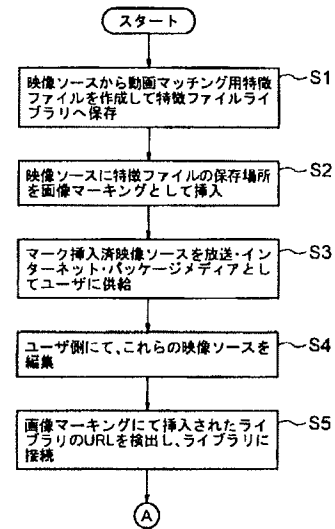 スタート
映像ソースから動画マッチング用特徴
ファイルを作成して特徴ファイルライ
ブラリへ保存
S1
映像ソースに特徴ファイルの保存場所
を画像マーキングとして挿入
S2
マーク挿入済映像ソースを放送・イン
ターネット・パッケージメディアとし
てユーザに供給
S3
ユーザ側にて、これらの映像ソースを
編集
S4
画像マーキングにて挿入されたライ
ブラリのURLを検出し、ライブラリに
接続
S5
A